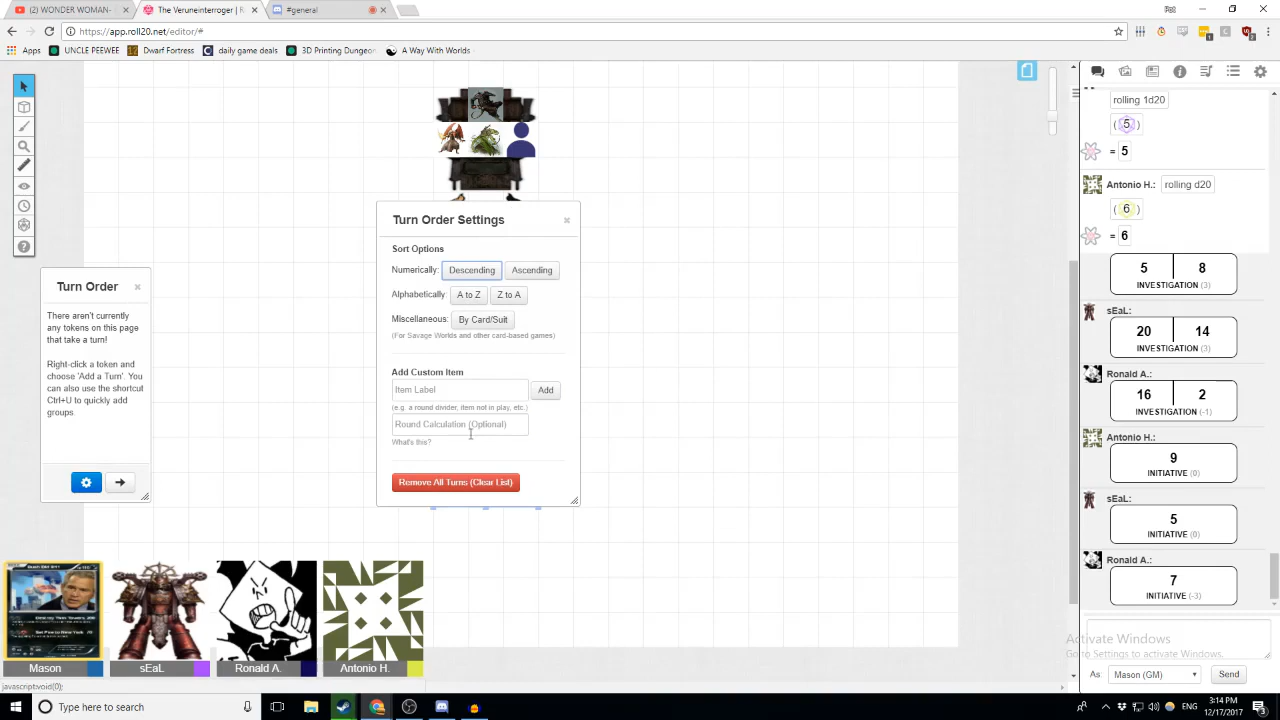 (2) WONDER WOMAN-
The Veruneinterroger | R
#general
https://app.roll20.net/editor/#
Apps
UNCLE PEEWEE
Dwarf Fortress
daily game deals
3D Printing Dungeon
A Way With Worlds
rolling 1d20
(5)
= 5
Antonio H.: rolling d20
(6)
= 6
5 8
INVESTIGATION (3)
sEaL:
20 14
INVESTIGATION (3)
Ronald A.:
16 2
INVESTIGATION (-1)
Antonio H.:
9
INITIATIVE (0)
sEaL:
5
INITIATIVE (0)
Ronald A.:
7
INITIATIVE (-3)
Turn Order Settings
Sort Options
Numerically: Descending Ascending
Alphabetically: A to Z Z to A
Miscellaneous: By Card/Suit
(For Savage Worlds and other card-based games)
Add Custom Item
Item Label Add
(e.g. a round divider, item not in play, etc.)
Round Calculation (Optional)
What's this?
Remove All Turns (Clear List)
Turn Order
There aren't currently
any tokens on this page
that take a turn!
Right-click a token and
choose 'Add a Turn'. You
can also use the shortcut
Ctrl+U to quickly add
groups.
Mason
sEaL
Ronald A.
Antonio H.
Activate Windows
Go to Settings to activate Windows.
As: Mason (GM) Send
javascript:void(0);
Type here to search
ENG
3:14 PM
12/17/2017